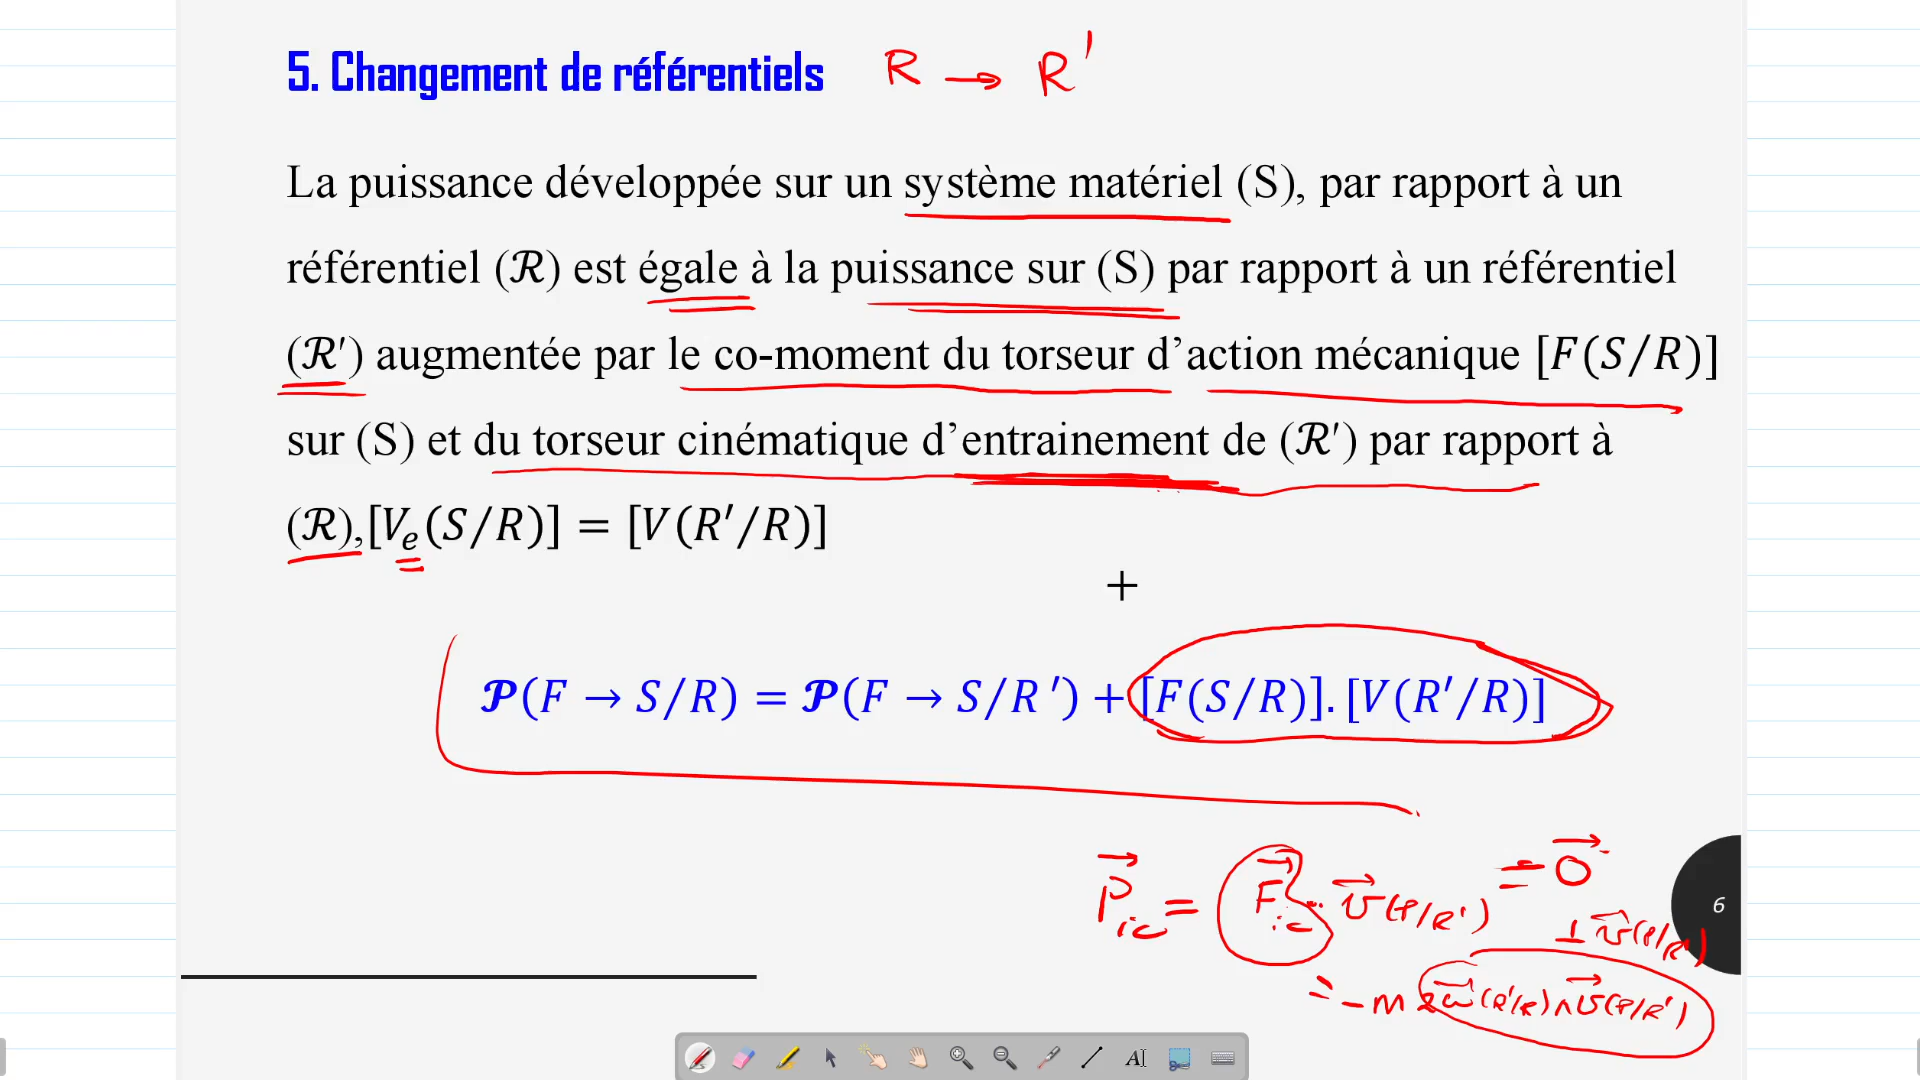 5. Changement de référentiels R → R'
La puissance développée sur un système matériel (S), par rapport à un
référentiel (ℛ) est égale à la puissance sur (S) par rapport à un référentiel
(ℛ') augmentée par le co-moment du torseur d'action mécanique [F(S/R)]
sur (S) et du torseur cinématique d'entrainement de (ℛ') par rapport à
(ℛ),[Vₑ(S/R)] = [V(R'/R)]
+
𝓟(F → S/R) = 𝓟(F → S/R ') + [F(S/R)]. [V(R'/R)]
P⃗ic = F⃗ic · v⃗(P/R') = 0⃗
⊥ v⃗(P/R')
= -m 2ω⃗(R'/R) ∧ v⃗(P/R')
6
AI